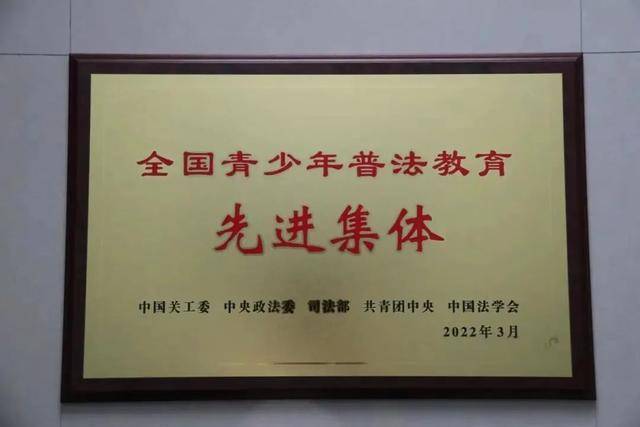 全国青少年普法教育
先进集体
中国关工委 中央政法委 司法部 共青团中央 中国法学会
2022年3月